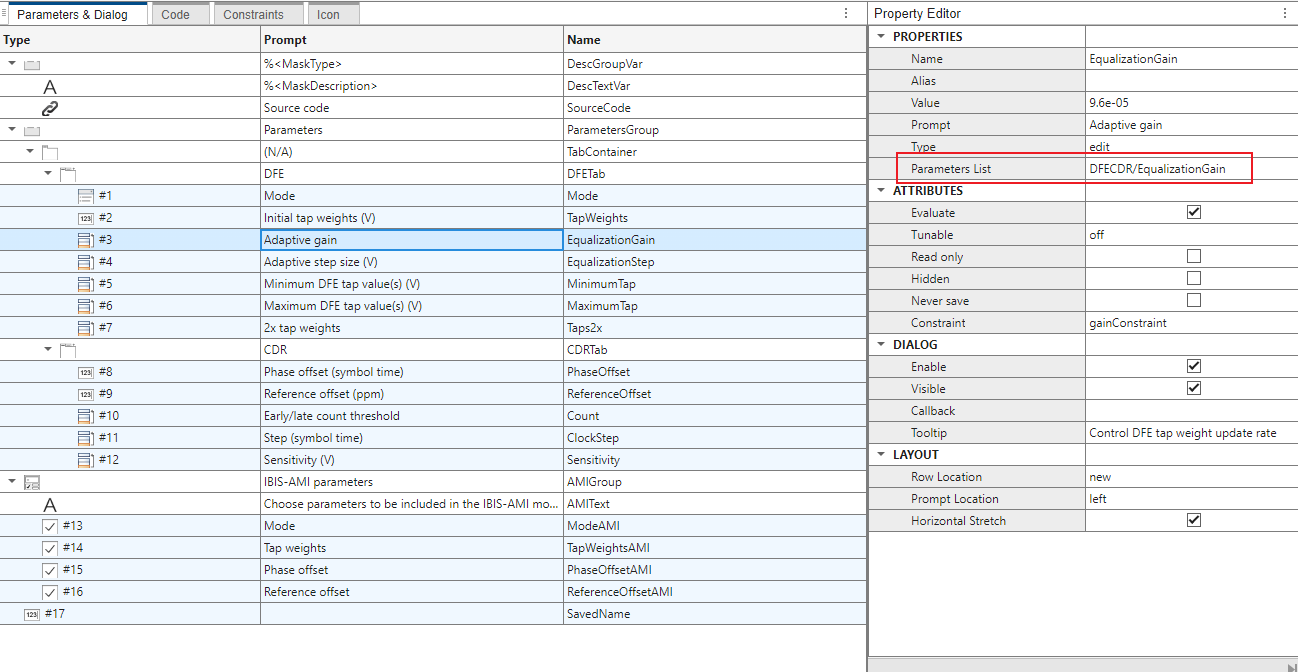 Parameters & Dialog Code Constraints Icon
Type Prompt Name
%<MaskType> DescGroupVar
A %<MaskDescription> DescTextVar
Source code SourceCode
Parameters ParametersGroup
(N/A) TabContainer
DFE DFETab
#1 Mode Mode
123 #2 Initial tap weights (V) TapWeights
#3 Adaptive gain EqualizationGain
#4 Adaptive step size (V) EqualizationStep
#5 Minimum DFE tap value(s) (V) MinimumTap
#6 Maximum DFE tap value(s) (V) MaximumTap
#7 2x tap weights Taps2x
CDR CDRTab
123 #8 Phase offset (symbol time) PhaseOffset
123 #9 Reference offset (ppm) ReferenceOffset
#10 Early/late count threshold Count
#11 Step (symbol time) ClockStep
#12 Sensitivity (V) Sensitivity
IBIS-AMI parameters AMIGroup
A Choose parameters to be included in the IBIS-AMI mo... AMIText
#13 Mode ModeAMI
#14 Tap weights TapWeightsAMI
#15 Phase offset PhaseOffsetAMI
#16 Reference offset ReferenceOffsetAMI
123 #17 SavedName
Property Editor
PROPERTIES
Name EqualizationGain
Alias
Value 9.6e-05
Prompt Adaptive gain
Type edit
Parameters List DFECDR/EqualizationGain
ATTRIBUTES
Evaluate
Tunable off
Read only
Hidden
Never save
Constraint gainConstraint
DIALOG
Enable
Visible
Callback
Tooltip Control DFE tap weight update rate
LAYOUT
Row Location new
Prompt Location left
Horizontal Stretch